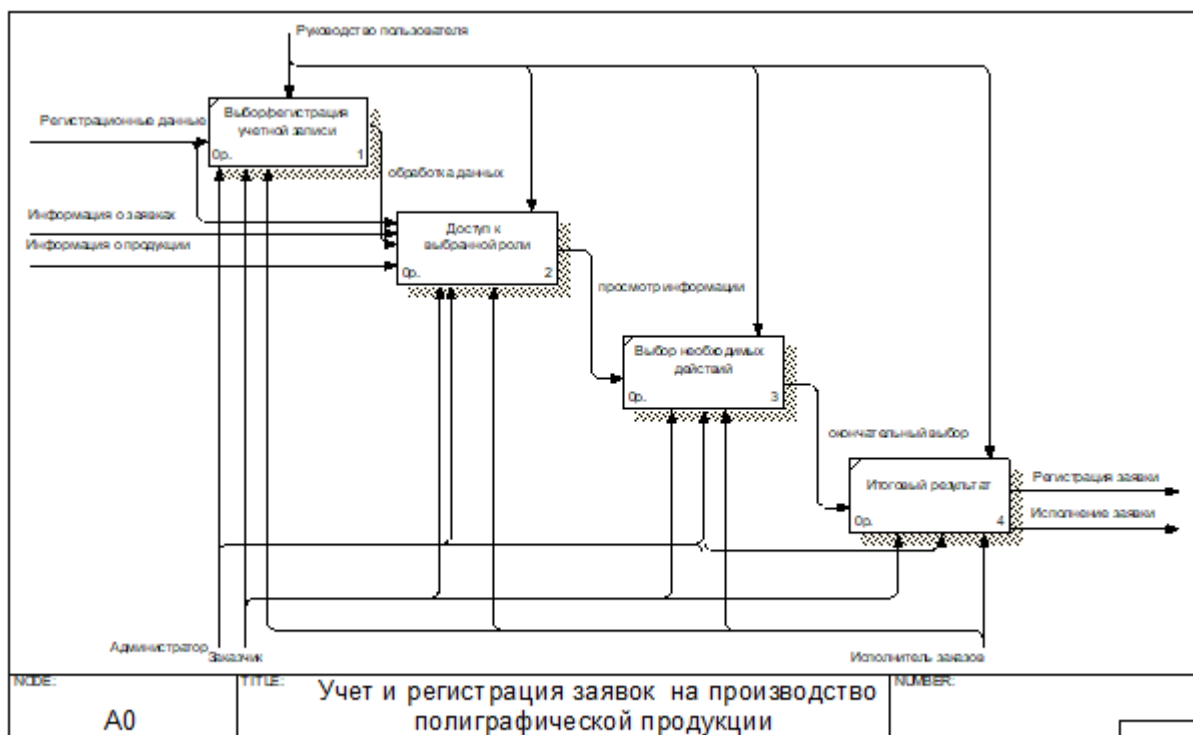 Руководство пользователя
Выбор/регистрация
учетной записи
0р. 1
Регистрационные данные
обработка данных
Информация о заявках
Информация о продукции
Доступ к
выбранной роли
0р. 2
просмотр информации
Выбор необходимых
действий
0р. 3
окончательный выбор
Итоговый результат
0р. 4
Регистрация заявки
Исполнение заявки
Администратор
Заказчик
Исполнитель заказов
NODE:
TITLE:
NUMBER:
A0
Учет и регистрация заявок на производство
полиграфической продукции